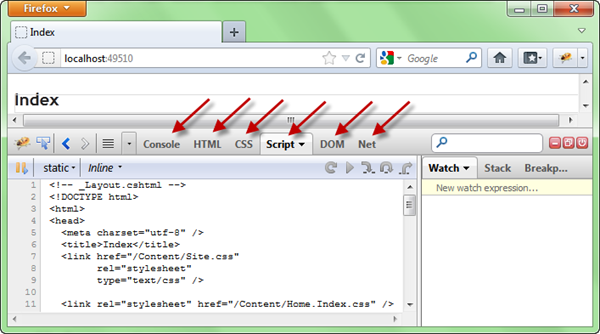 Firefox
Index
localhost:49510
Google
Index
Console HTML CSS Script DOM Net
static Inline
Watch Stack Breakp...
New watch expression...
1 <!-- _Layout.cshtml -->
2 <!DOCTYPE html>
3 <html>
4 <head>
5 <meta charset="utf-8" />
6 <title>Index</title>
7 <link href="/Content/Site.css"
8 rel="stylesheet"
9 type="text/css" />
10
11 <link rel="stylesheet" href="/Content/Home.Index.css" />